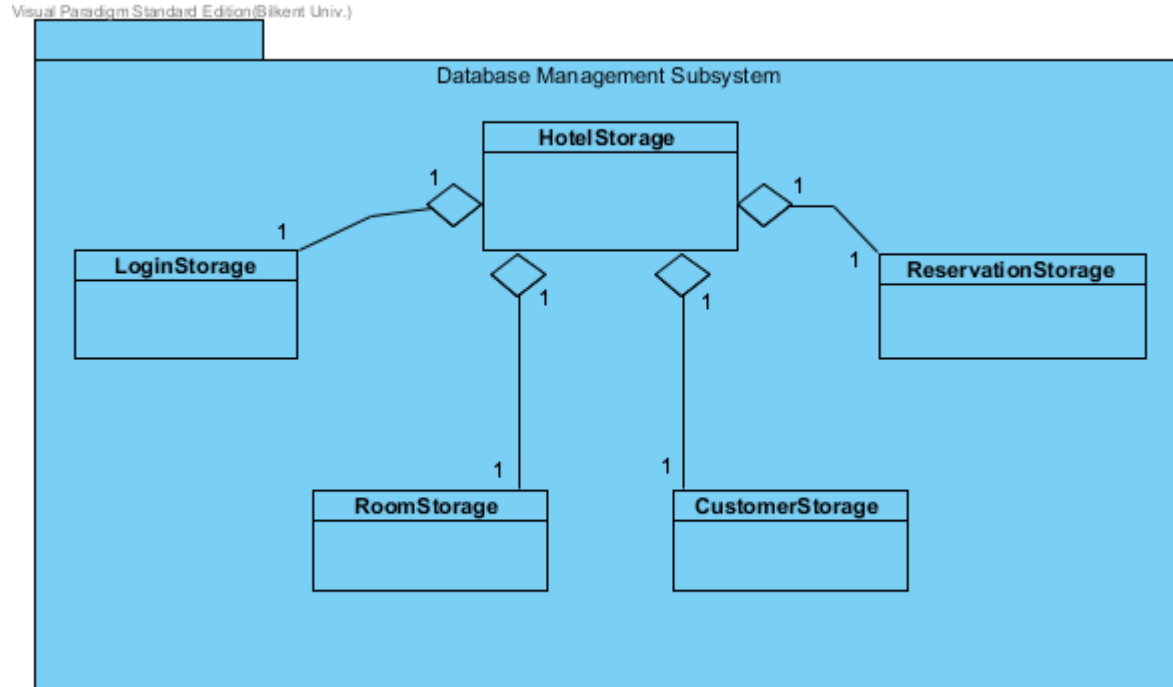 Visual Paradigm Standard Edition(Bilkent Univ.)
Database Management Subsystem
HotelStorage
1
1
1
1
LoginStorage
1
ReservationStorage
1
1
1
1
RoomStorage
CustomerStorage